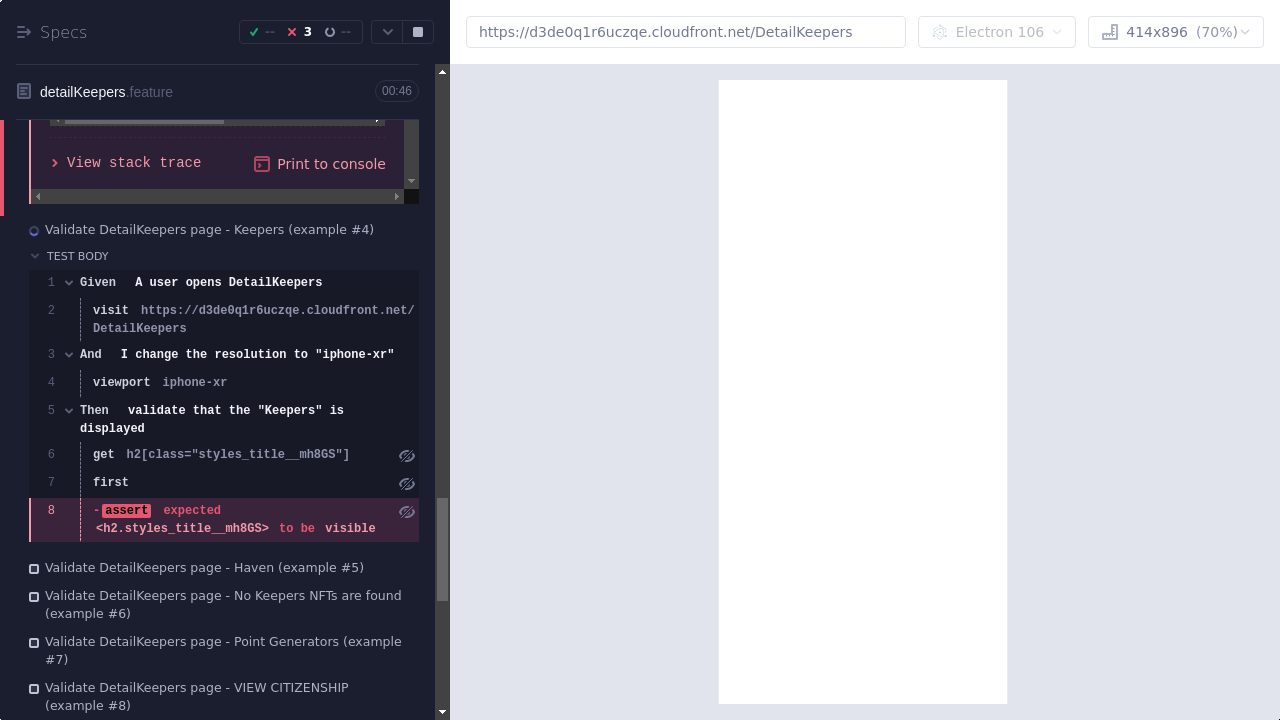 Specs
--
3
--
https://d3de0q1r6uczqe.cloudfront.net/DetailKeepers
Electron 106
414x896 (70%)
detailKeepers.feature
00:46
View stack trace
Print to console
Validate DetailKeepers page - Keepers (example #4)
TEST BODY
1 Given A user opens DetailKeepers
2 visit https://d3de0q1r6uczqe.cloudfront.net/
DetailKeepers
3 And I change the resolution to "iphone-xr"
4 viewport iphone-xr
5 Then validate that the "Keepers" is
displayed
6 get h2[class="styles_title__mh8GS"]
7 first
8 -assert expected
<h2.styles_title__mh8GS> to be visible
Validate DetailKeepers page - Haven (example #5)
Validate DetailKeepers page - No Keepers NFTs are found
(example #6)
Validate DetailKeepers page - Point Generators (example
#7)
Validate DetailKeepers page - VIEW CITIZENSHIP
(example #8)